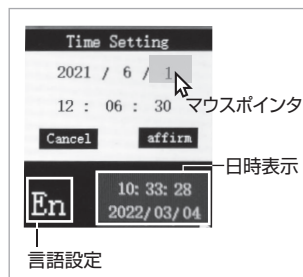 Time Setting
2021 / 6 / 1
12 : 06 : 30
マウスポインタ
Cancel affirm
日時表示
10: 33: 28
En
2022/03/04
言語設定